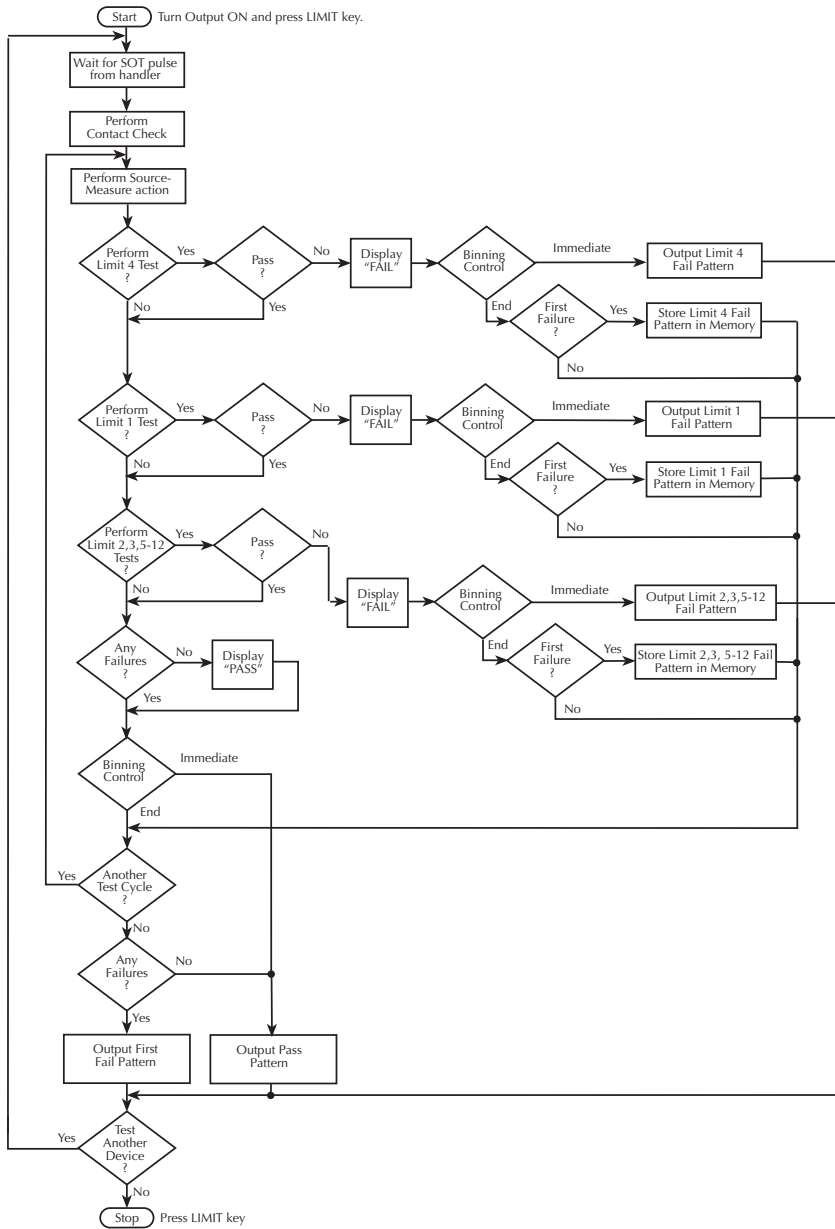 Start
Turn Output ON and press LIMIT key.
Wait for SOT pulse
from handler
Perform
Contact Check
Perform Source-
Measure action
Perform
Limit 4 Test
?
Yes
No
Pass
?
No
Yes
Display
“FAIL”
Binning
Control
Immediate
End
Output Limit 4
Fail Pattern
First
Failure
?
Yes
No
Store Limit 4 Fail
Pattern in Memory
Perform
Limit 1 Test
?
Yes
No
Pass
?
No
Yes
Display
“FAIL”
Binning
Control
Immediate
End
Output Limit 1
Fail Pattern
First
Failure
?
Yes
No
Store Limit 1 Fail
Pattern in Memory
Perform
Limit 2,3,5-12
Tests
?
Yes
No
Pass
?
No
Yes
Display
“FAIL”
Binning
Control
Immediate
End
Output Limit 2,3,5-12
Fail Pattern
First
Failure
?
Yes
No
Store Limit 2,3, 5-12 Fail
Pattern in Memory
Any
Failures
?
No
Yes
Display
“PASS”
Binning
Control
Immediate
End
Another
Test Cycle
?
Yes
No
Any
Failures
?
No
Yes
Output First
Fail Pattern
Output Pass
Pattern
Test
Another
Device
?
Yes
No
Stop
Press LIMIT key